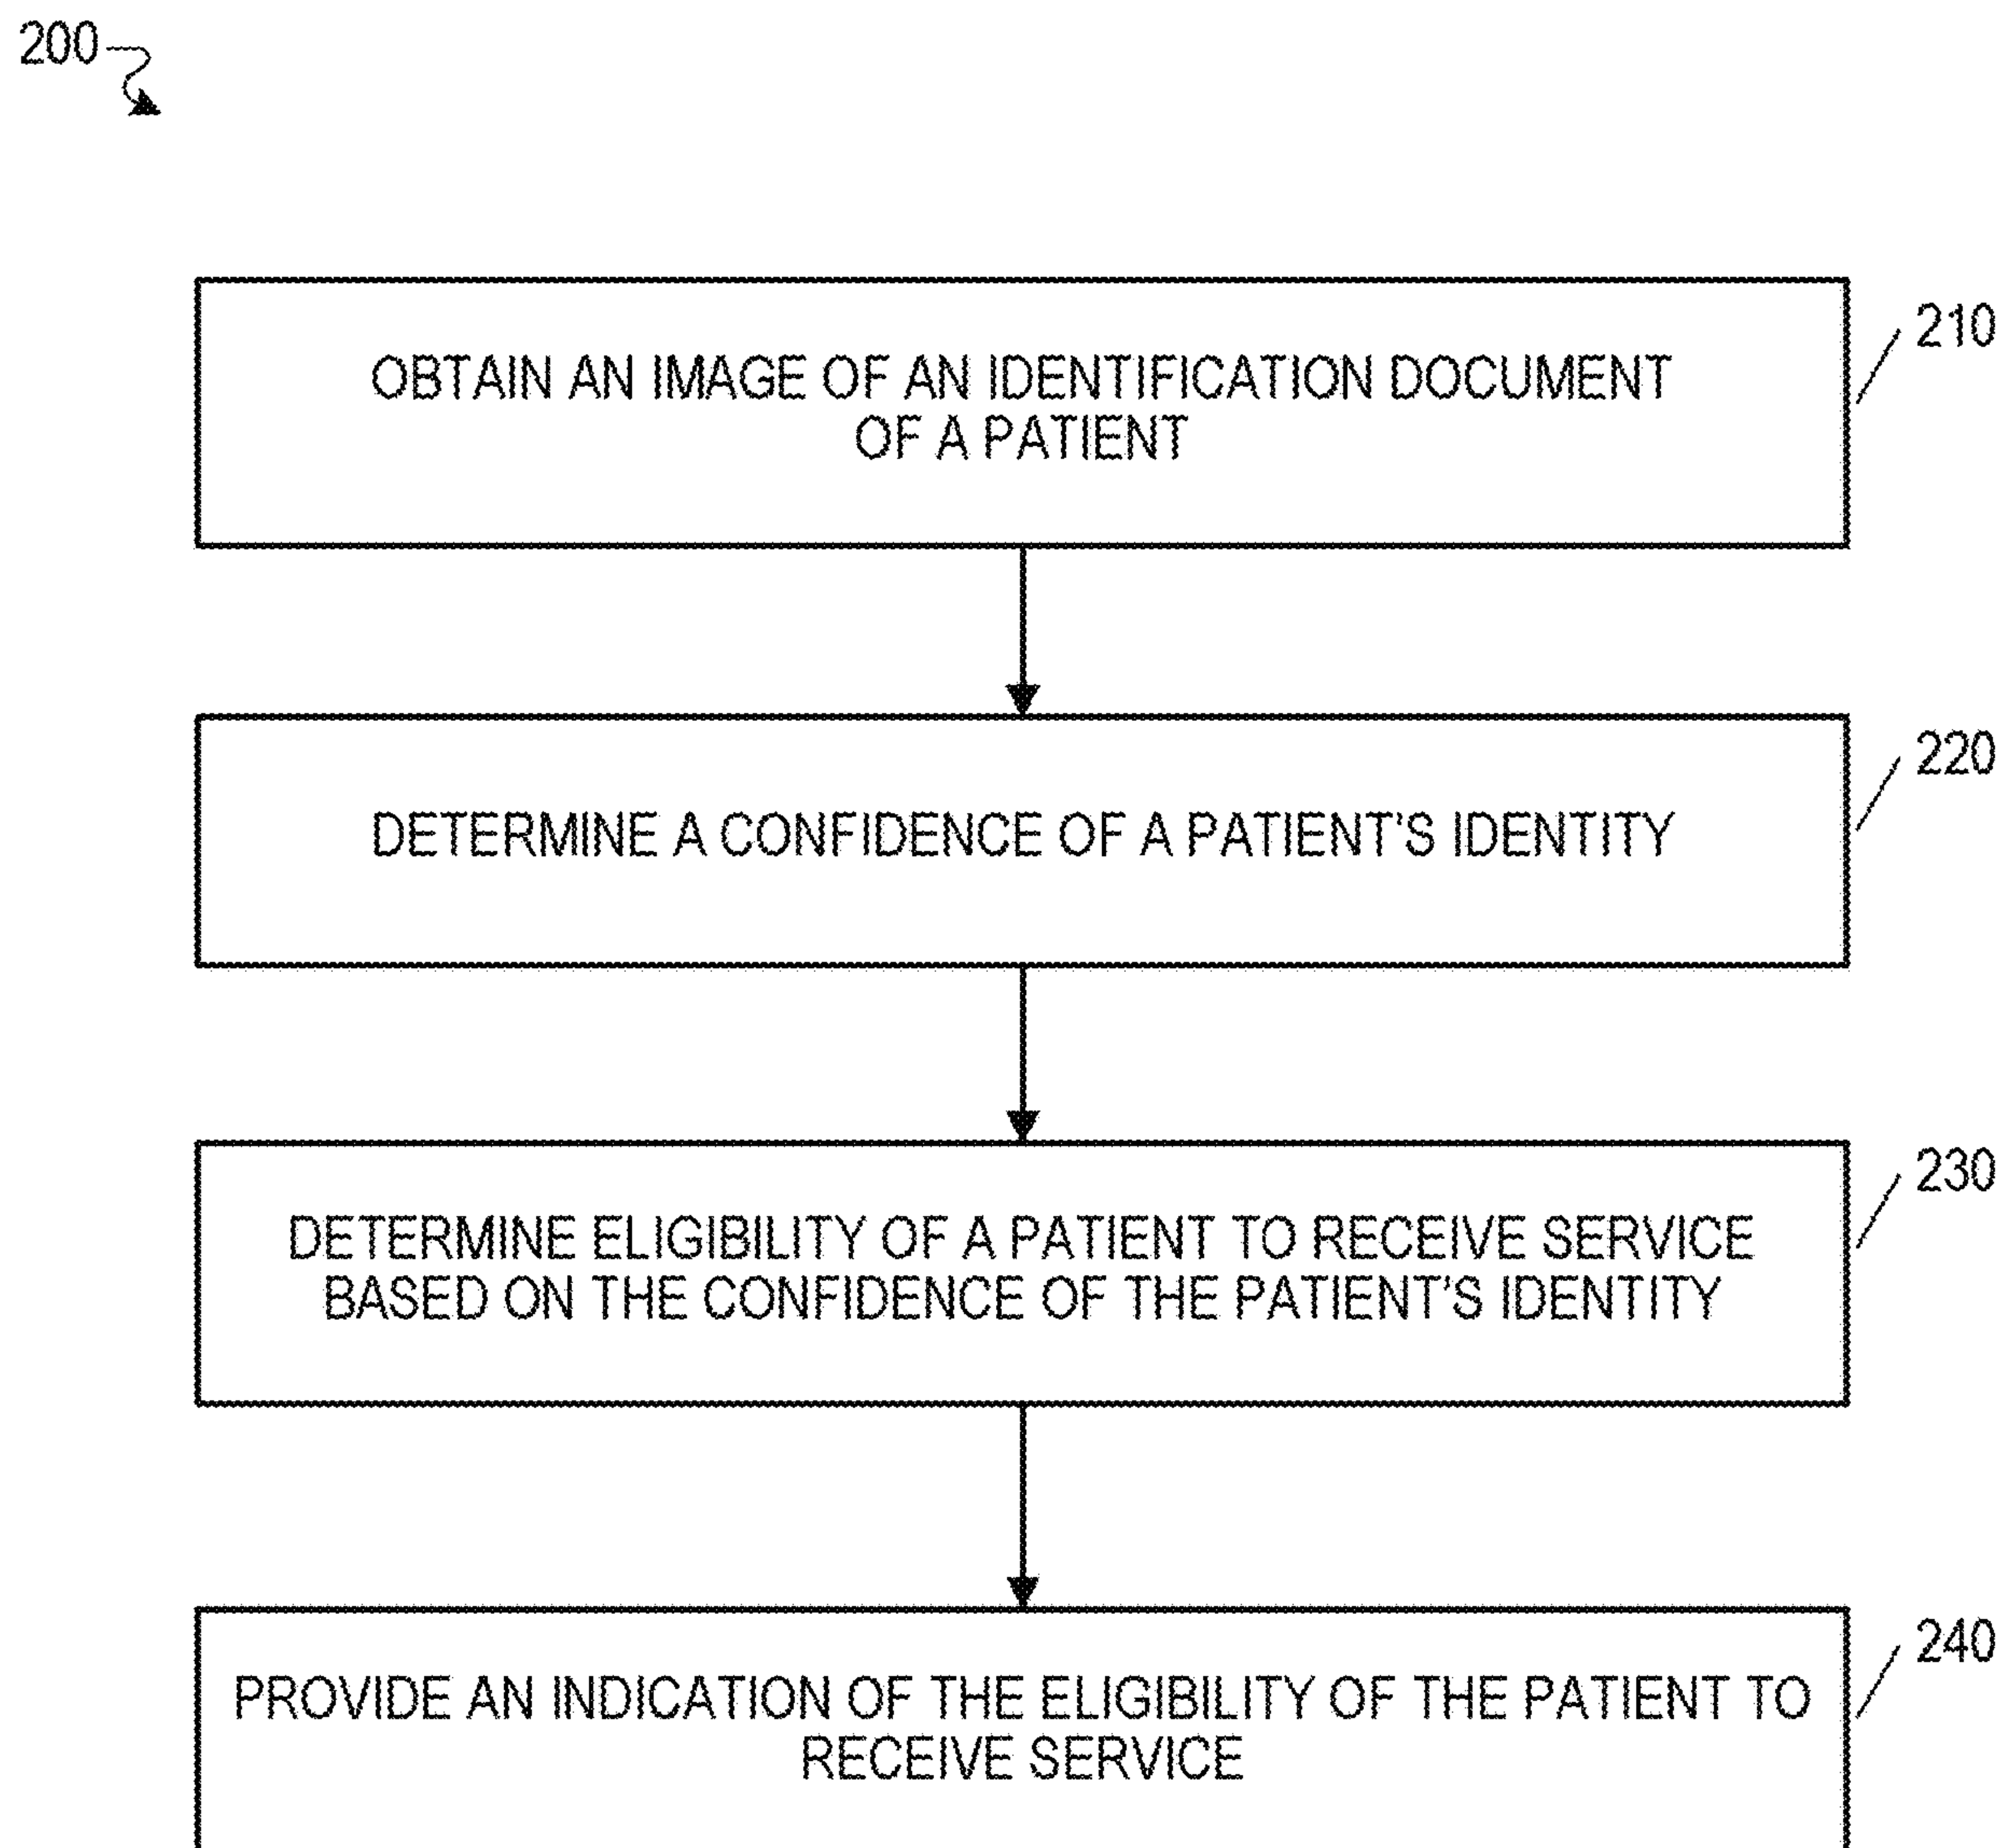 200
210
OBTAIN AN IMAGE OF AN IDENTIFICATION DOCUMENT
OF A PATIENT
220
DETERMINE A CONFIDENCE OF A PATIENT'S IDENTITY
230
DETERMINE ELIGIBILITY OF A PATIENT TO RECEIVE SERVICE
BASED ON THE CONFIDENCE OF THE PATIENT'S IDENTITY
240
PROVIDE AN INDICATION OF THE ELIGIBILITY OF THE PATIENT TO
RECEIVE SERVICE